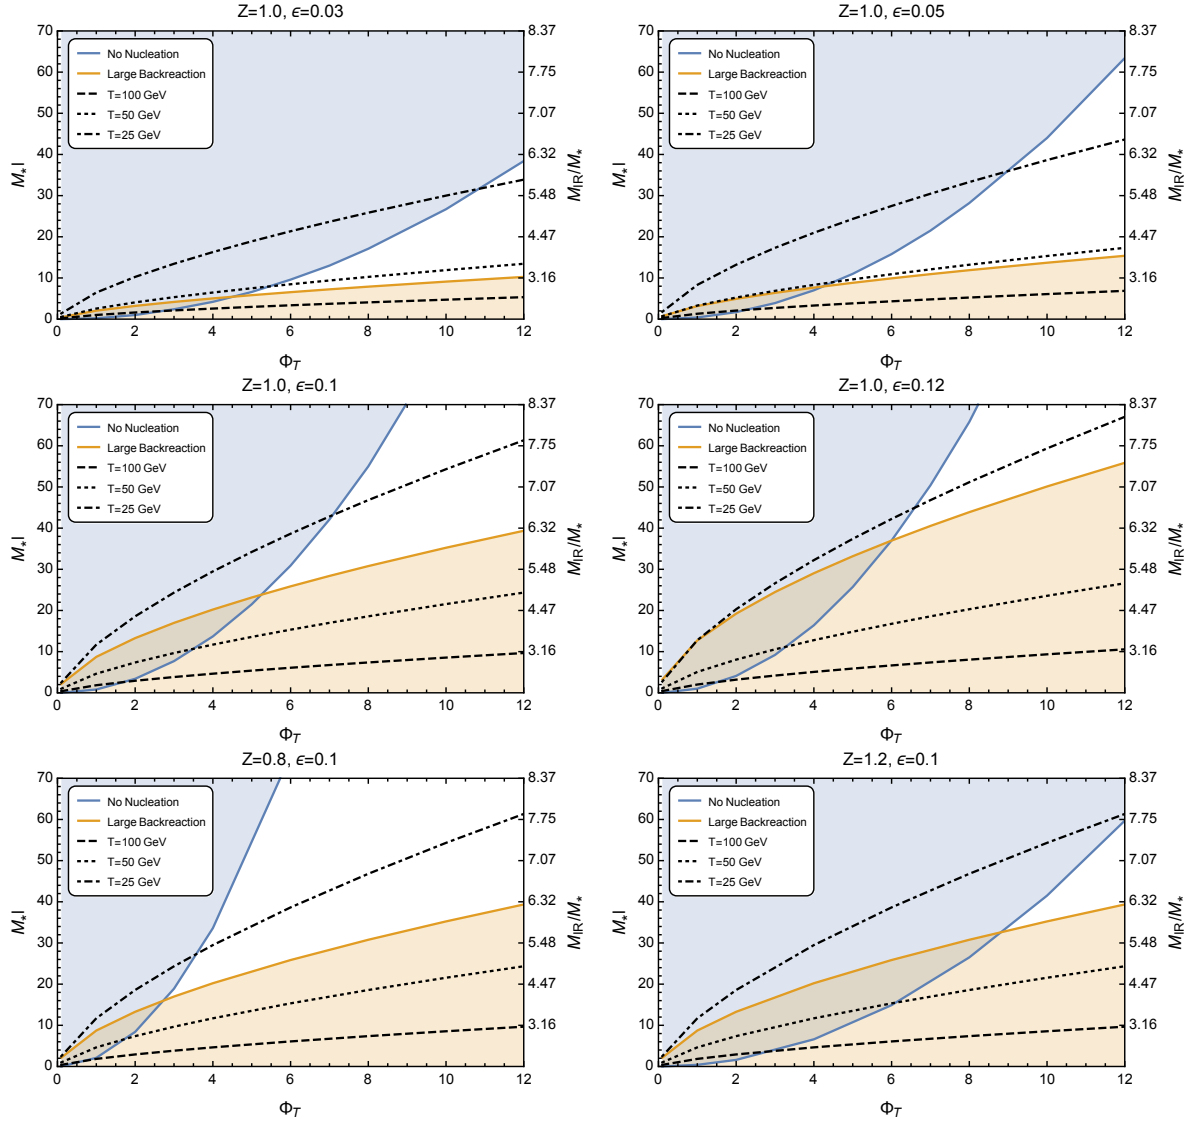 Z=1.0, ϵ=0.03
No Nucleation
Large Backreaction
T=100 GeV
T=50 GeV
T=25 GeV
70
60
50
40
30
20
10
0
M*l
8.37
7.75
7.07
6.32
5.48
4.47
3.16
M_IR/M*
0 2 4 6 8 10 12
Φ_T
Z=1.0, ϵ=0.05
No Nucleation
Large Backreaction
T=100 GeV
T=50 GeV
T=25 GeV
70
60
50
40
30
20
10
0
M*l
8.37
7.75
7.07
6.32
5.48
4.47
3.16
M_IR/M*
0 2 4 6 8 10 12
Φ_T
Z=1.0, ϵ=0.1
No Nucleation
Large Backreaction
T=100 GeV
T=50 GeV
T=25 GeV
70
60
50
40
30
20
10
0
M*l
8.37
7.75
7.07
6.32
5.48
4.47
3.16
M_IR/M*
0 2 4 6 8 10 12
Φ_T
Z=1.0, ϵ=0.12
No Nucleation
Large Backreaction
T=100 GeV
T=50 GeV
T=25 GeV
70
60
50
40
30
20
10
0
M*l
8.37
7.75
7.07
6.32
5.48
4.47
3.16
M_IR/M*
0 2 4 6 8 10 12
Φ_T
Z=0.8, ϵ=0.1
No Nucleation
Large Backreaction
T=100 GeV
T=50 GeV
T=25 GeV
70
60
50
40
30
20
10
0
M*l
8.37
7.75
7.07
6.32
5.48
4.47
3.16
M_IR/M*
0 2 4 6 8 10 12
Φ_T
Z=1.2, ϵ=0.1
No Nucleation
Large Backreaction
T=100 GeV
T=50 GeV
T=25 GeV
70
60
50
40
30
20
10
0
M*l
8.37
7.75
7.07
6.32
5.48
4.47
3.16
M_IR/M*
0 2 4 6 8 10 12
Φ_T